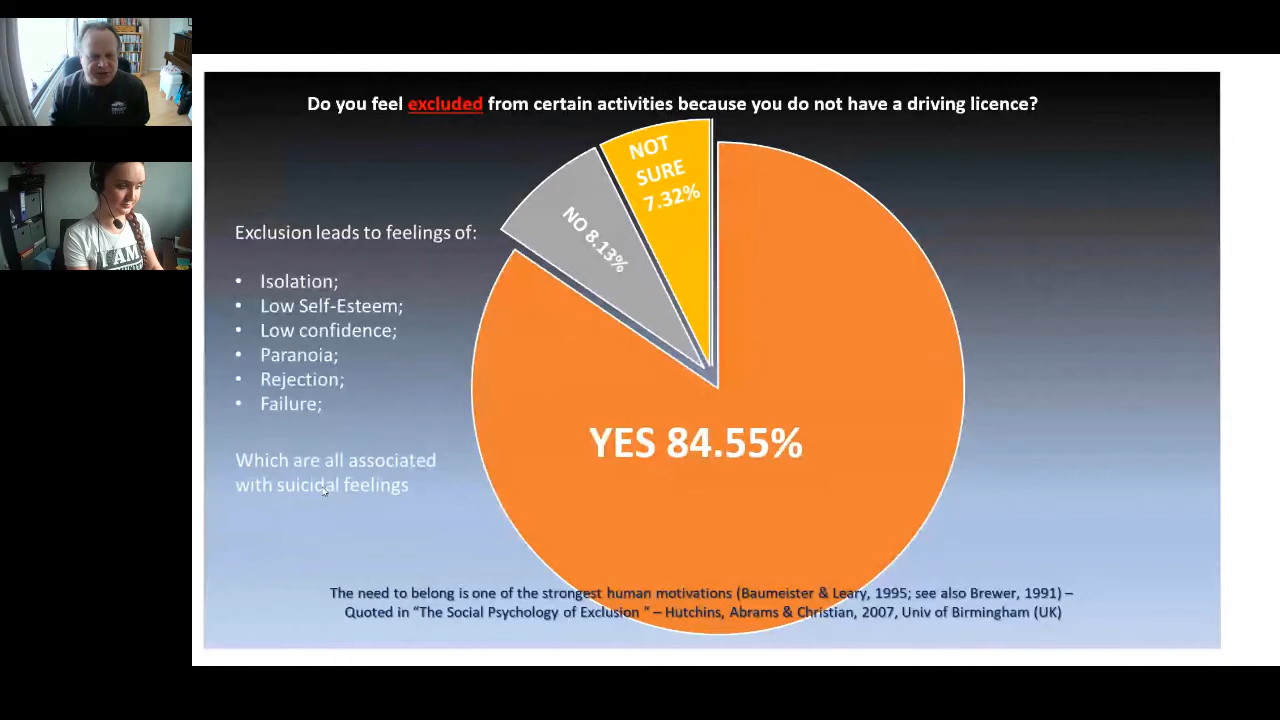 Do you feel excluded from certain activities because you do not have a driving licence?
NOT
SURE
7.32%
NO 8.13%
Exclusion leads to feelings of:
• Isolation;
• Low Self-Esteem;
• Low confidence;
• Paranoia;
• Rejection;
• Failure;
YES 84.55%
Which are all associated
with suicidal feelings
The need to belong is one of the strongest human motivations (Baumeister & Leary, 1995; see also Brewer, 1991) –
Quoted in “The Social Psychology of Exclusion ” – Hutchins, Abrams & Christian, 2007, Univ of Birmingham (UK)
I AM